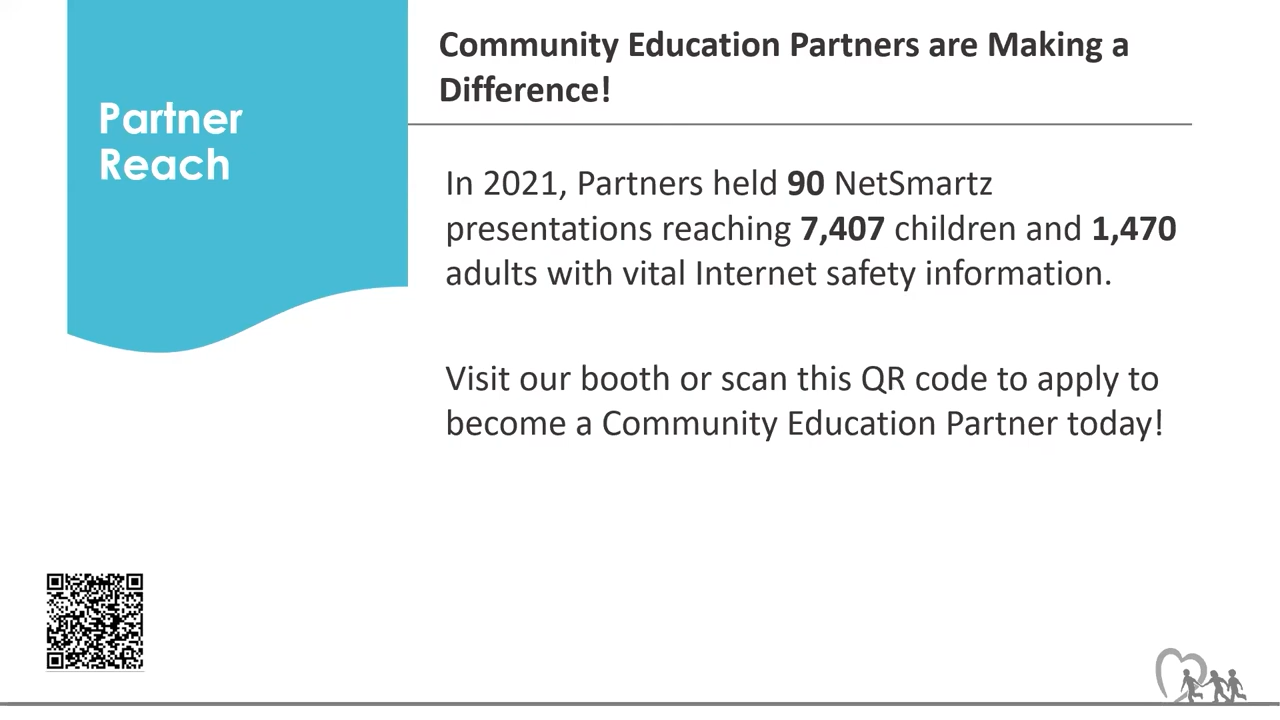 Partner
Reach
Community Education Partners are Making a
Difference!
In 2021, Partners held 90 NetSmartz
presentations reaching 7,407 children and 1,470
adults with vital Internet safety information.
Visit our booth or scan this QR code to apply to
become a Community Education Partner today!